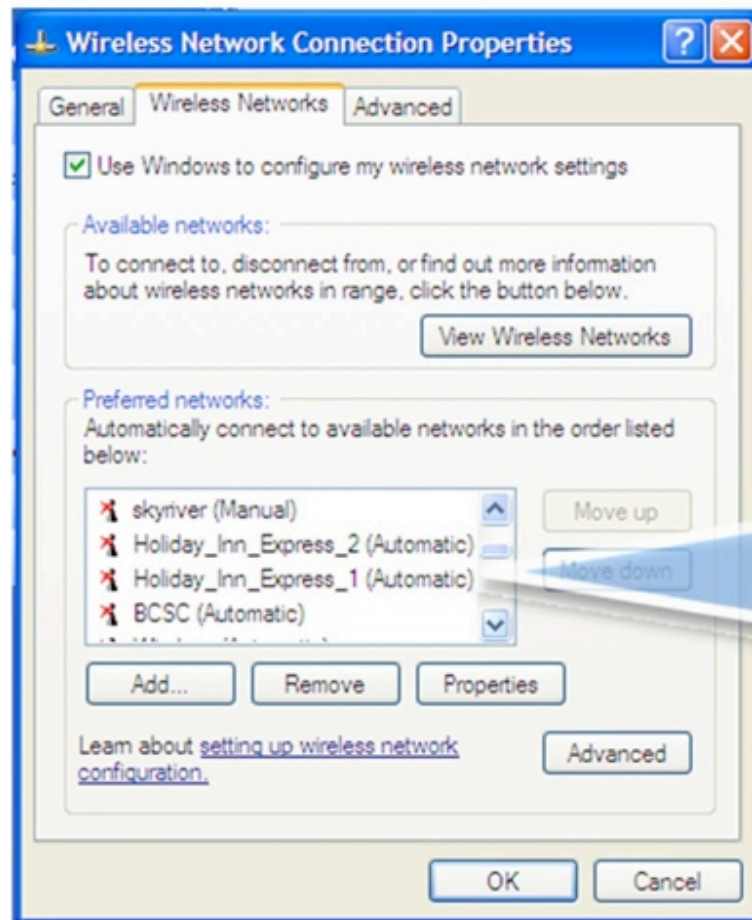 Wireless Network Connection Properties
General Wireless Networks Advanced
Use Windows to configure my wireless network settings
Available networks:
To connect to, disconnect from, or find out more information
about wireless networks in range, click the button below.
View Wireless Networks
Preferred networks:
Automatically connect to available networks in the order listed
below:
skyriver (Manual)
Move up
Holiday_Inn_Express_2 (Automatic)
Holiday_Inn_Express_1 (Automatic)
Move down
BCSC (Automatic)
Add... Remove Properties
Learn about setting up wireless network
configuration.
Advanced
OK Cancel